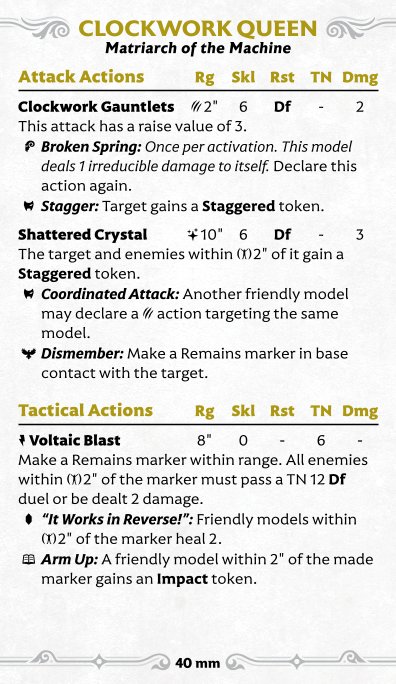 CLOCKWORK QUEEN
Matriarch of the Machine
Attack Actions Rg Skl Rst TN Dmg
Clockwork Gauntlets 2" 6 Df - 2
This attack has a raise value of 3.
Broken Spring: Once per activation. This model
deals 1 irreducible damage to itself. Declare this
action again.
Stagger: Target gains a Staggered token.
Shattered Crystal 10" 6 Df - 3
The target and enemies within 2" of it gain a
Staggered token.
Coordinated Attack: Another friendly model
may declare a action targeting the same
model.
Dismember: Make a Remains marker in base
contact with the target.
Tactical Actions Rg Skl Rst TN Dmg
Voltaic Blast 8" 0 - 6 -
Make a Remains marker within range. All enemies
within 2" of the marker must pass a TN 12 Df
duel or be dealt 2 damage.
"It Works in Reverse!": Friendly models within
2" of the marker heal 2.
Arm Up: A friendly model within 2" of the made
marker gains an Impact token.
40 mm